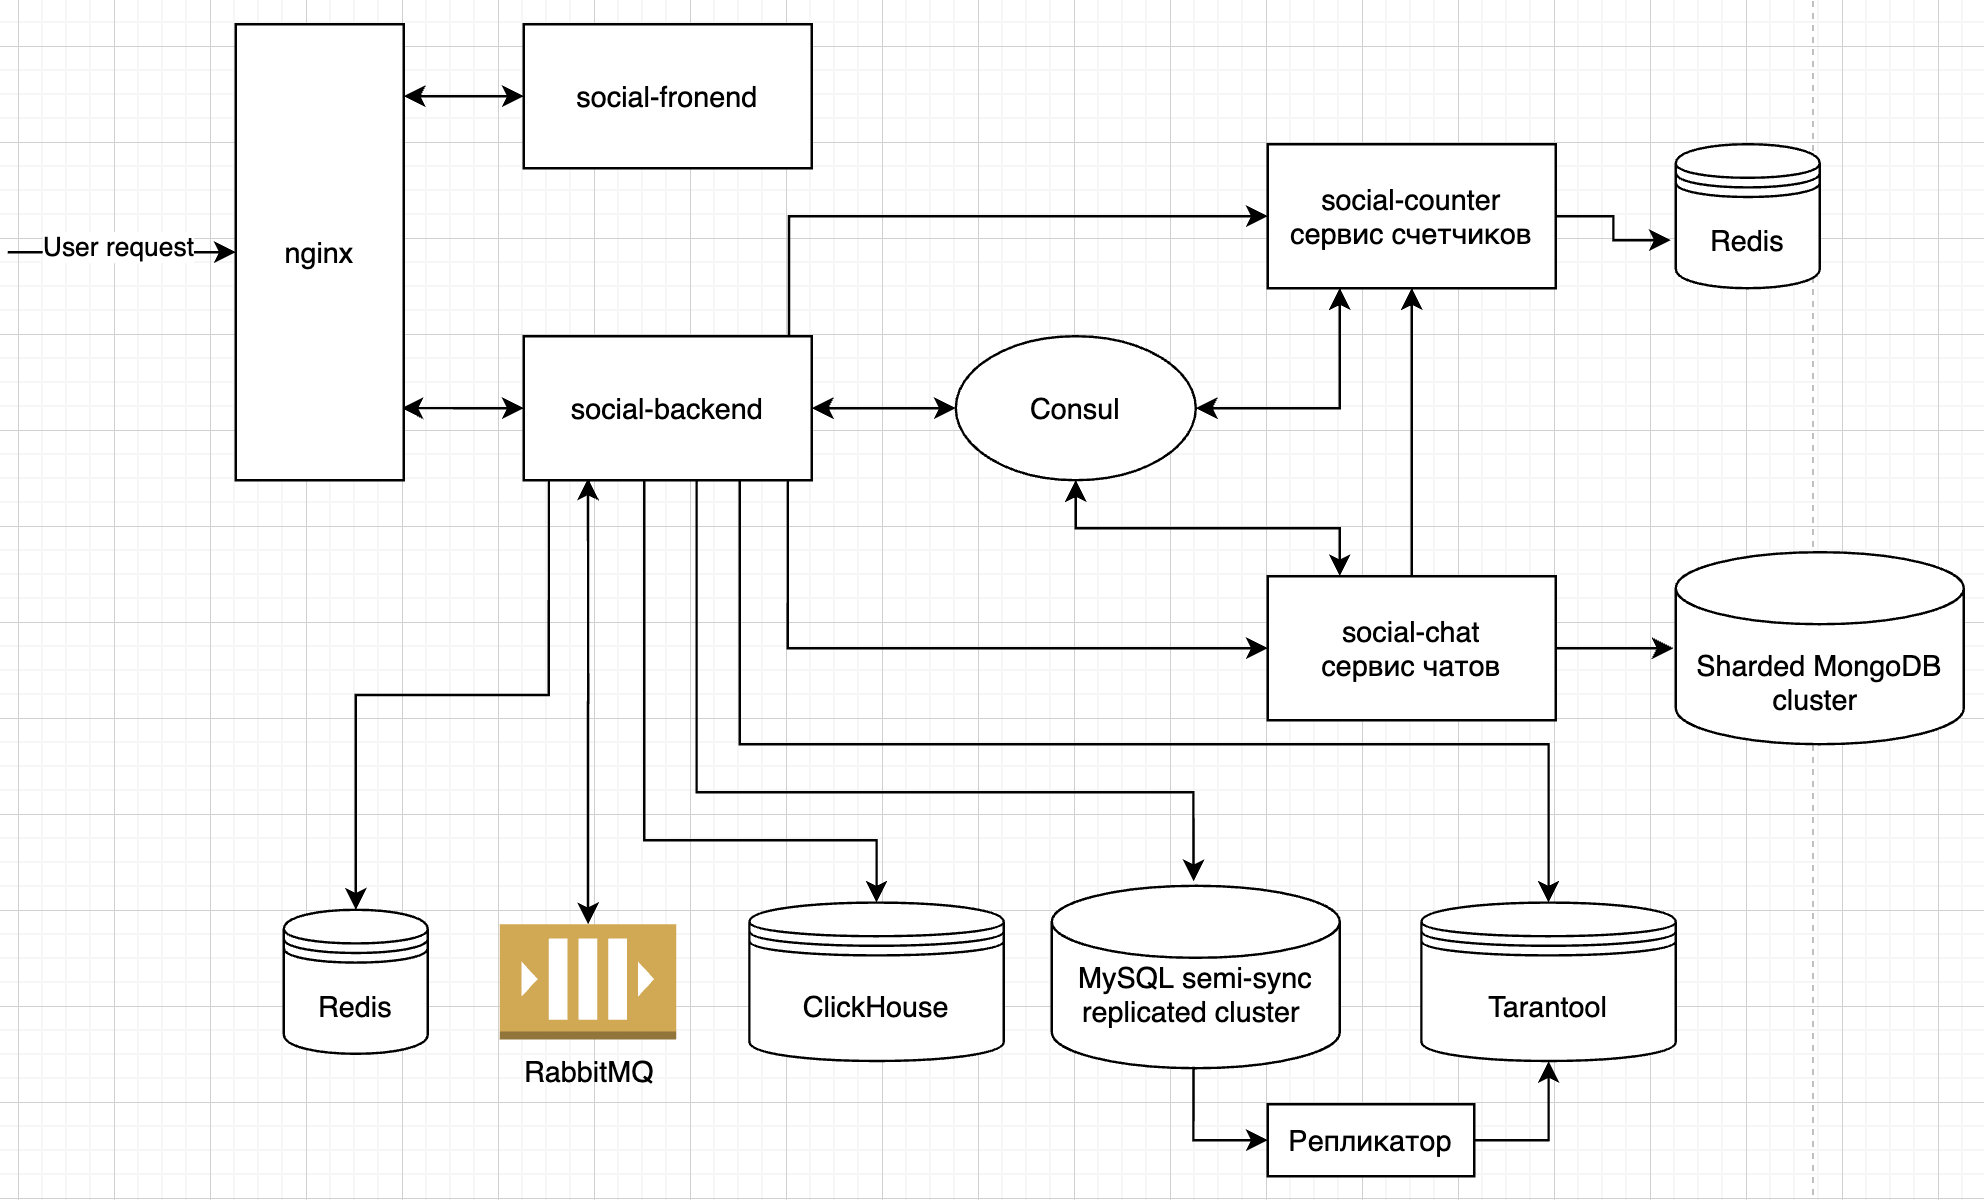 social-fronend
User request
nginx
social-counter
сервис счетчиков
Redis
social-backend
Consul
social-chat
сервис чатов
Sharded MongoDB
cluster
Redis
RabbitMQ
ClickHouse
MySQL semi-sync
replicated cluster
Tarantool
Репликатор